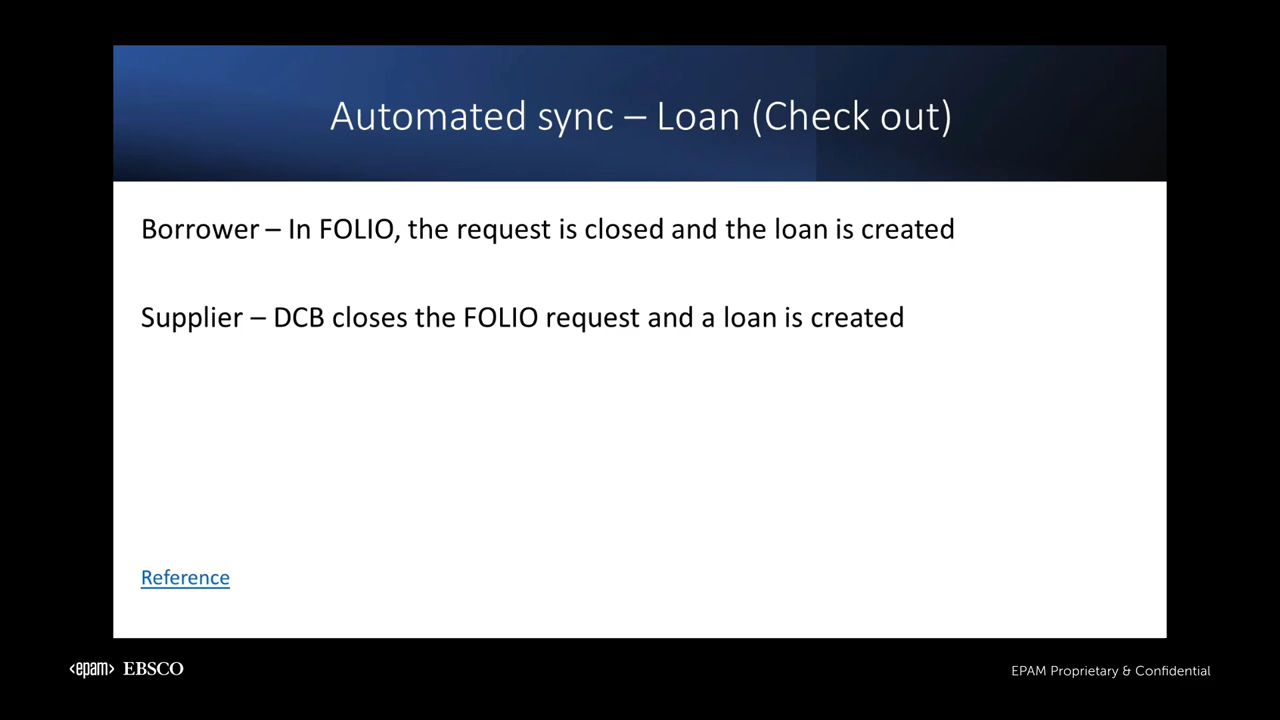 Automated sync – Loan (Check out)
Borrower – In FOLIO, the request is closed and the loan is created
Supplier – DCB closes the FOLIO request and a loan is created
Reference
<epam> EBSCO
EPAM Proprietary & Confidential